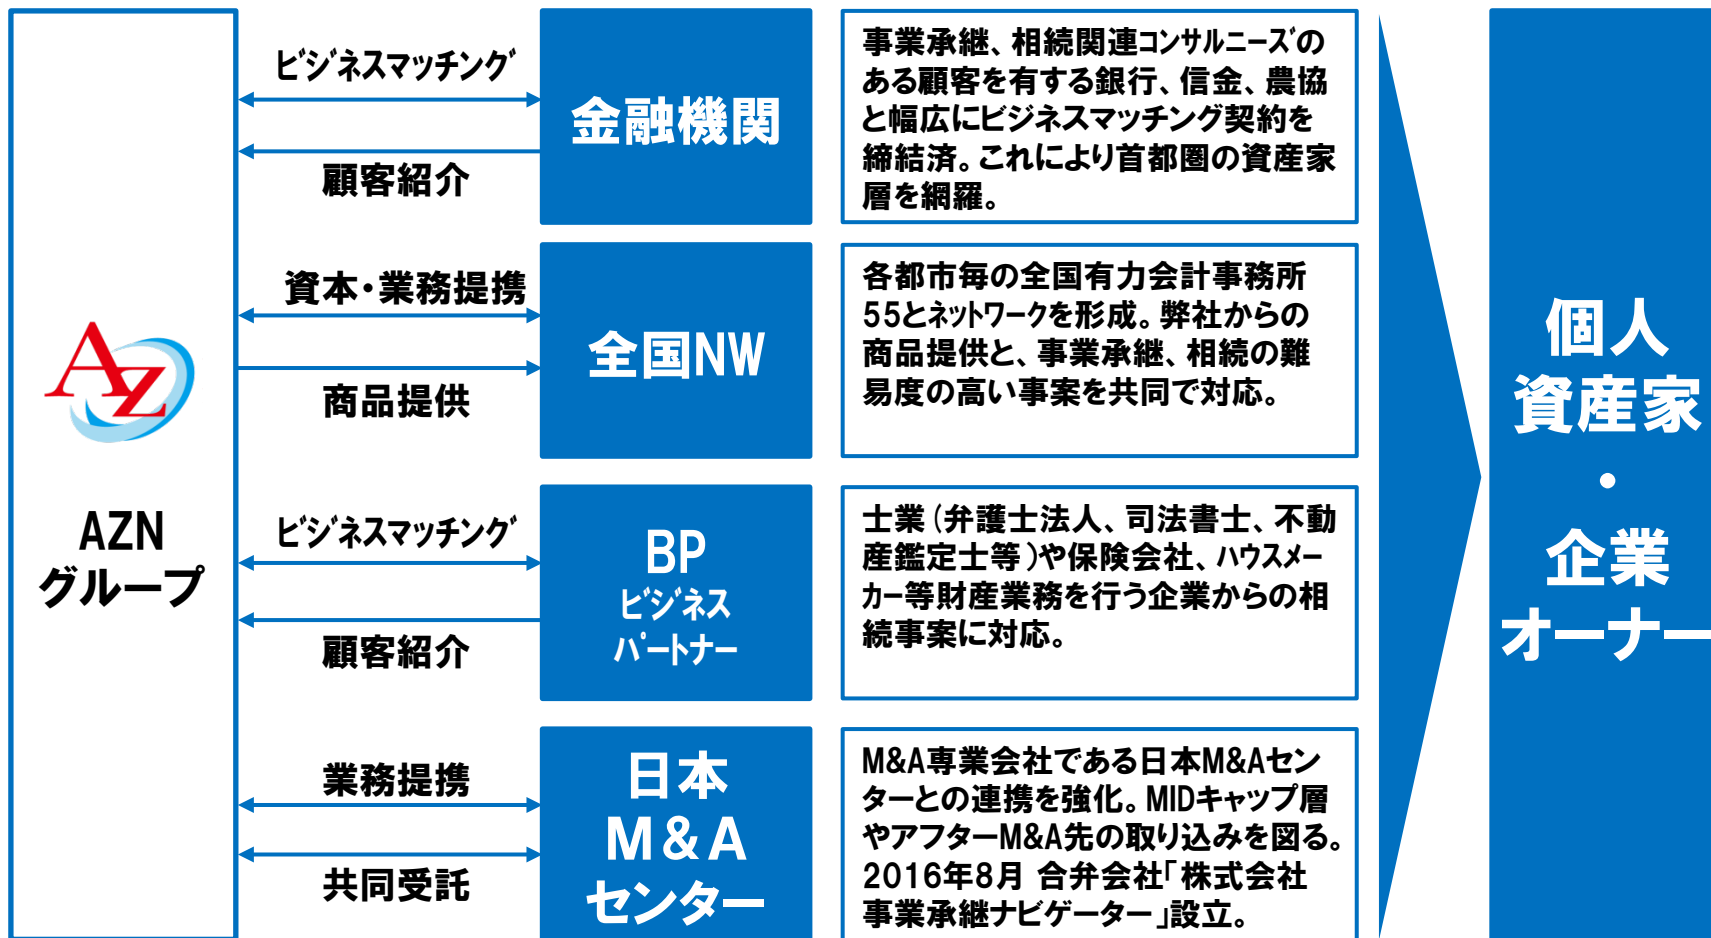 AZ
AZN
グループ
ビジネスマッチング
顧客紹介
金融機関
事業承継、相続関連コンサルニーズの
ある顧客を有する銀行、信金、農協
と幅広にビジネスマッチング契約を
締結済。これにより首都圏の資産家
層を網羅。
資本・業務提携
商品提供
全国NW
各都市毎の全国有力会計事務所
55とネットワークを形成。弊社からの
商品提供と、事業承継、相続の難
易度の高い事案を共同で対応。
ビジネスマッチング
顧客紹介
BP
ビジネス
パートナー
士業(弁護士法人、司法書士、不動
産鑑定士等)や保険会社、ハウスメー
カー等財産業務を行う企業からの相
続事案に対応。
業務提携
共同受託
日本
M&A
センター
M&A専業会社である日本M&Aセン
ターとの連携を強化。MIDキャップ層
やアフターM&A先の取り込みを図る。
2016年8月 合弁会社「株式会社
事業承継ナビゲーター」設立。
個人
資産家
・
企業
オーナー